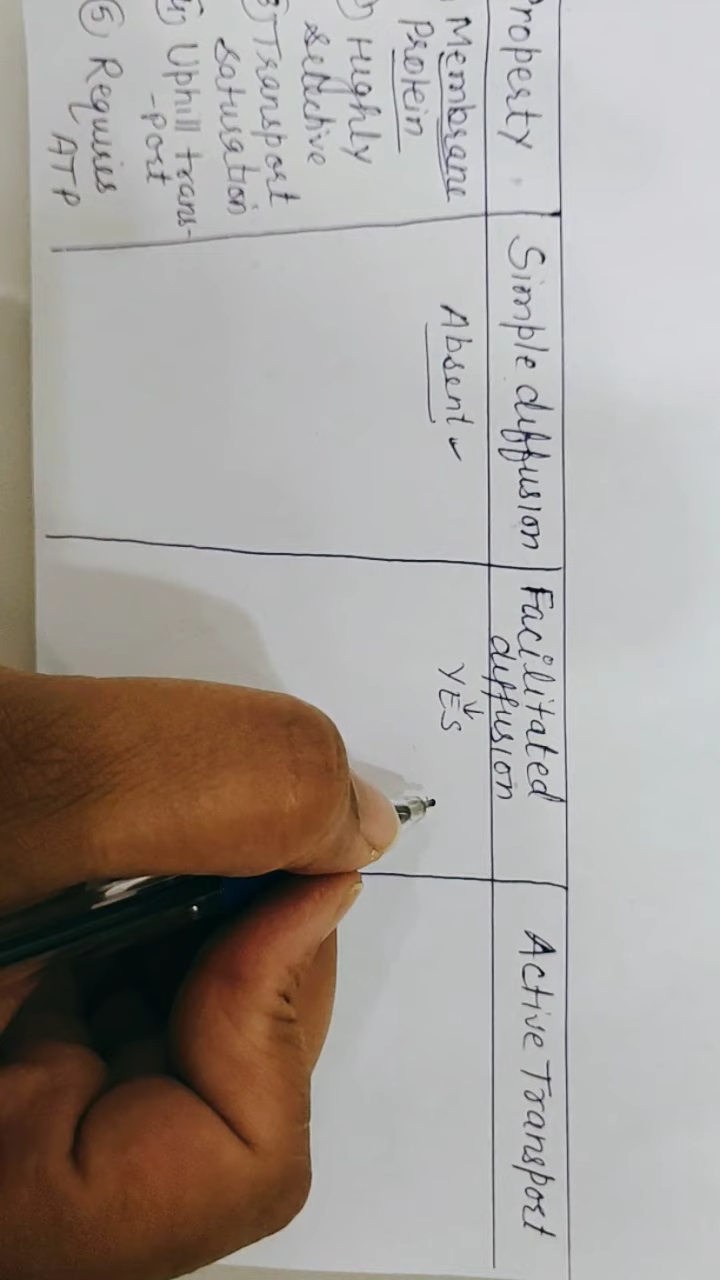 Property Simple diffusion Facilitated diffusion Active Transport
Membrane Protein Absent YES
Highly selective
Transport saturation
Uphill trans-
-port
⑤ Requires
ATP